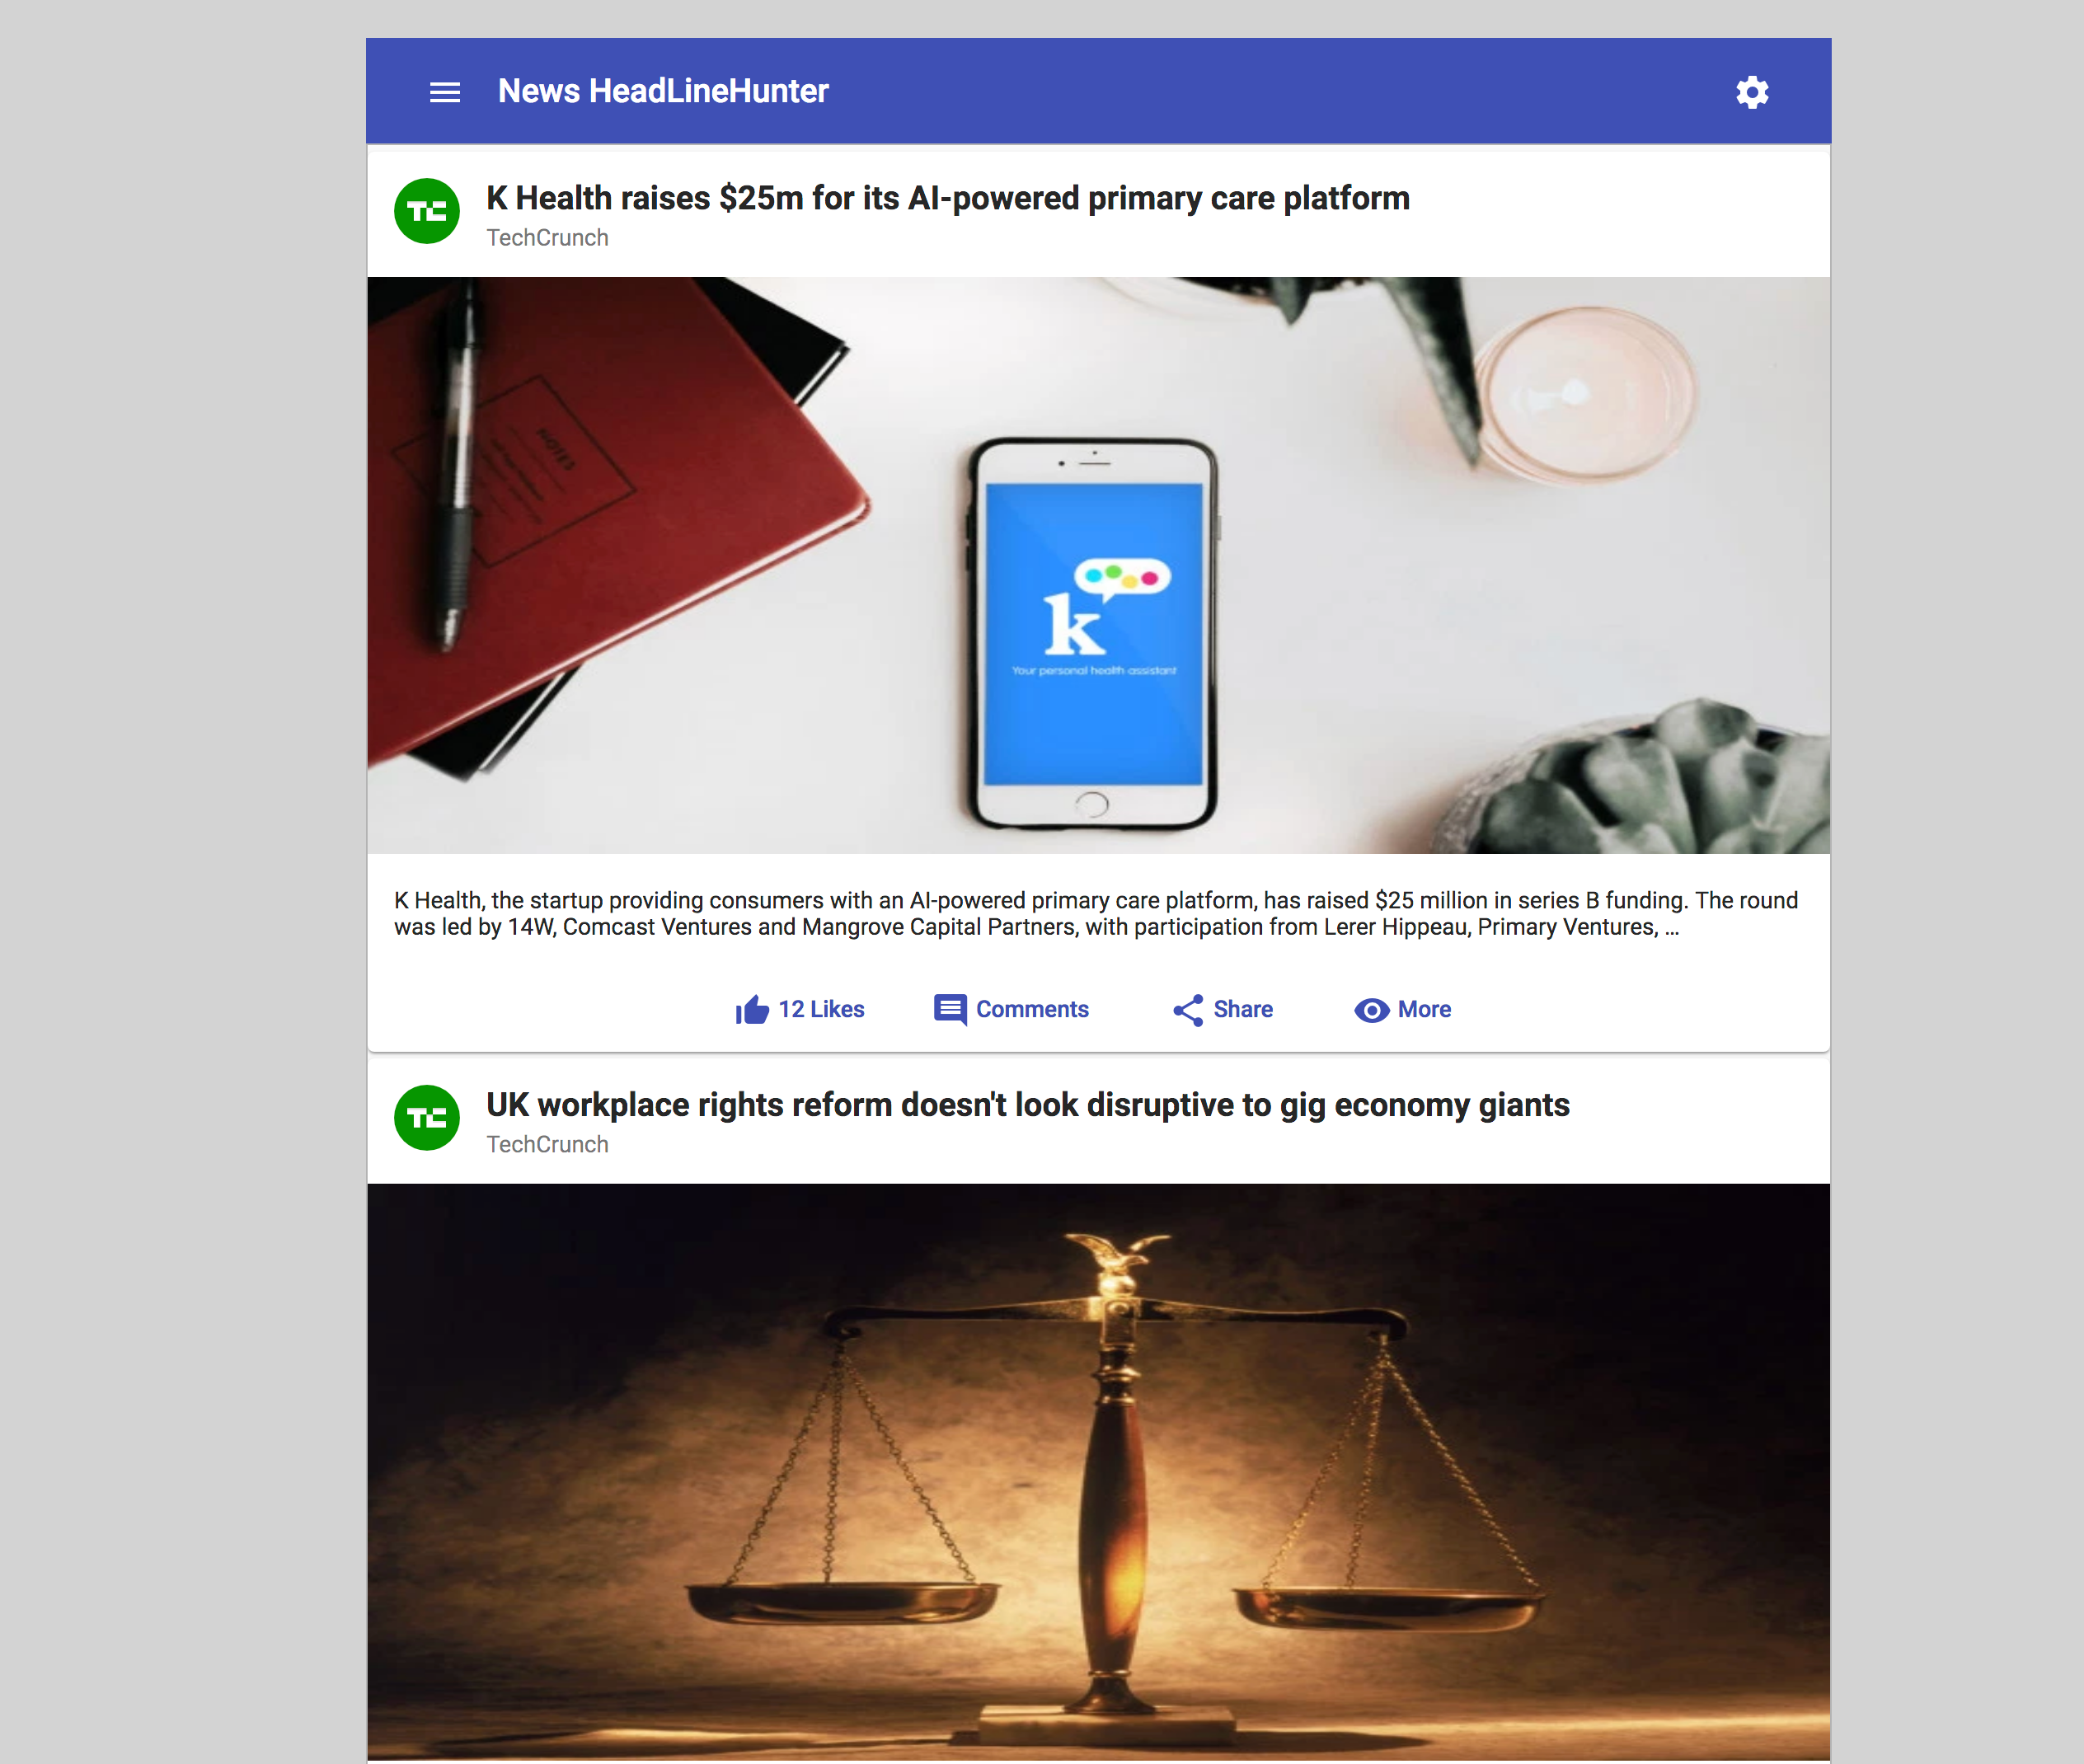 News HeadLineHunter
TC
K Health raises $25m for its AI-powered primary care platform
TechCrunch
NOTES
k
Your personal health assistant
K Health, the startup providing consumers with an AI-powered primary care platform, has raised $25 million in series B funding. The round
was led by 14W, Comcast Ventures and Mangrove Capital Partners, with participation from Lerer Hippeau, Primary Ventures, ...
12 Likes Comments Share More
TC
UK workplace rights reform doesn't look disruptive to gig economy giants
TechCrunch